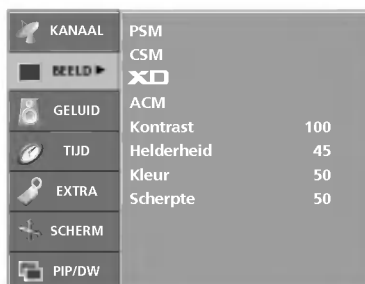 KANAAL
BEELD ▶
GELUID
TIJD
EXTRA
SCHERM
PIP/DW
PSM
CSM
XD
ACM
Kontrast 100
Helderheid 45
Kleur 50
Scherpte 50